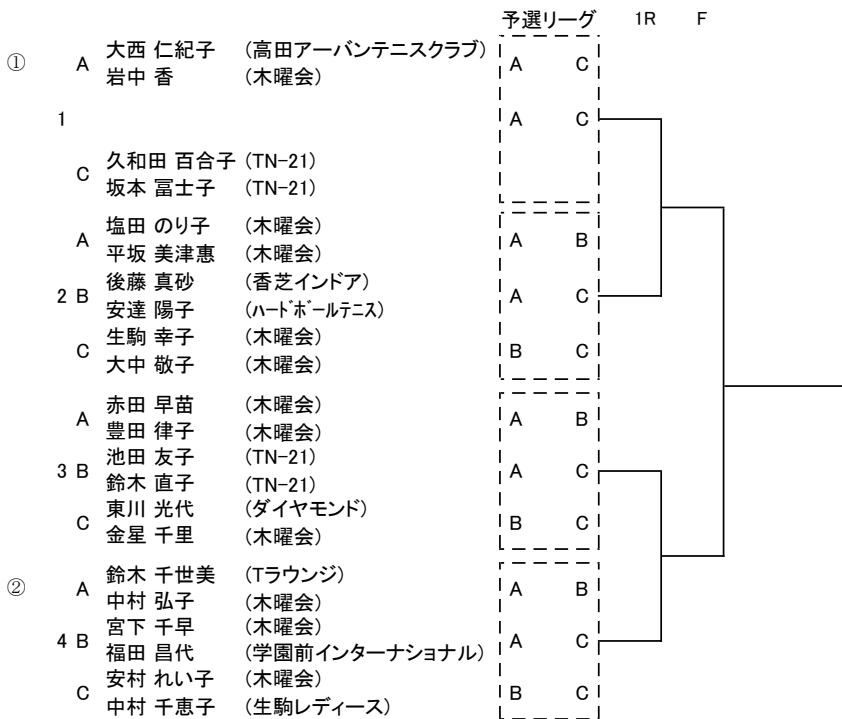 予選リーグ 1R F
① A 大西 仁紀子 (高田アーバンテニスクラブ) A C
岩中 香 (木曜会)
1 A C
C 久和田 百合子 (TN-21)
坂本 冨士子 (TN-21)
A 塩田 のり子 (木曜会) A B
平坂 美津惠 (木曜会)
2 B 後藤 真砂 (香芝インドア) A C
安達 陽子 (ハードボールテニス)
C 生駒 幸子 (木曜会) B C
大中 敬子 (木曜会)
A 赤田 早苗 (木曜会) A B
豊田 律子 (木曜会)
3 B 池田 友子 (TN-21) A C
鈴木 直子 (TN-21)
C 東川 光代 (ダイヤモンド) B C
金星 千里 (木曜会)
② A 鈴木 千世美 (Tラウンジ) A B
中村 弘子 (木曜会)
4 B 宮下 千早 (木曜会) A C
福田 昌代 (学園前インターナショナル)
C 安村 れい子 (木曜会) B C
中村 千恵子 (生駒レディース)